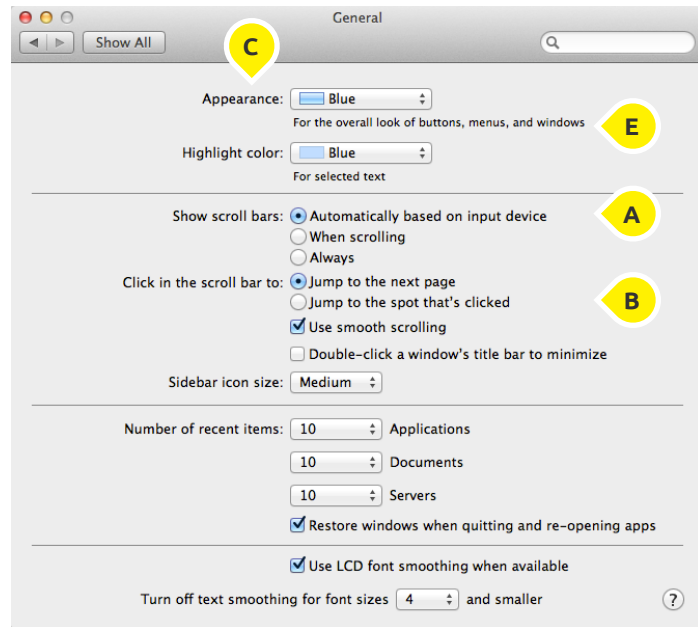 General
Show All
C
Appearance: Blue
For the overall look of buttons, menus, and windows
E
Highlight color: Blue
For selected text
Show scroll bars: Automatically based on input device
A
When scrolling
Always
Click in the scroll bar to: Jump to the next page
Jump to the spot that's clicked
B
Use smooth scrolling
Double-click a window's title bar to minimize
Sidebar icon size: Medium
Number of recent items: 10 Applications
10 Documents
10 Servers
Restore windows when quitting and re-opening apps
Use LCD font smoothing when available
Turn off text smoothing for font sizes 4 and smaller ?